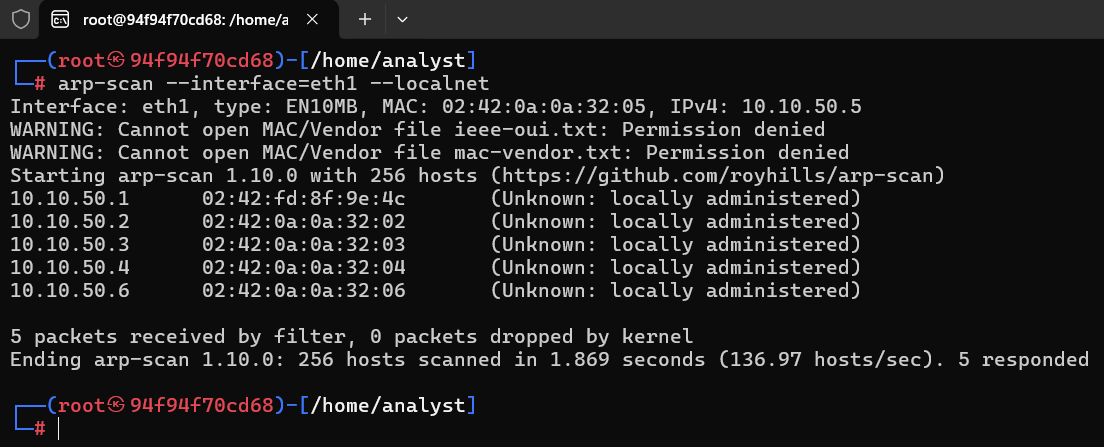 root@94f94f70cd68: /home/a
┌──(root㉿94f94f70cd68)-[/home/analyst]
└─# arp-scan --interface=eth1 --localnet
Interface: eth1, type: EN10MB, MAC: 02:42:0a:0a:32:05, IPv4: 10.10.50.5
WARNING: Cannot open MAC/Vendor file ieee-oui.txt: Permission denied
WARNING: Cannot open MAC/Vendor file mac-vendor.txt: Permission denied
Starting arp-scan 1.10.0 with 256 hosts (https://github.com/royhills/arp-scan)
10.10.50.1      02:42:fd:8f:9e:4c       (Unknown: locally administered)
10.10.50.2      02:42:0a:0a:32:02       (Unknown: locally administered)
10.10.50.3      02:42:0a:0a:32:03       (Unknown: locally administered)
10.10.50.4      02:42:0a:0a:32:04       (Unknown: locally administered)
10.10.50.6      02:42:0a:0a:32:06       (Unknown: locally administered)
5 packets received by filter, 0 packets dropped by kernel
Ending arp-scan 1.10.0: 256 hosts scanned in 1.869 seconds (136.97 hosts/sec). 5 responded
┌──(root㉿94f94f70cd68)-[/home/analyst]
└─#